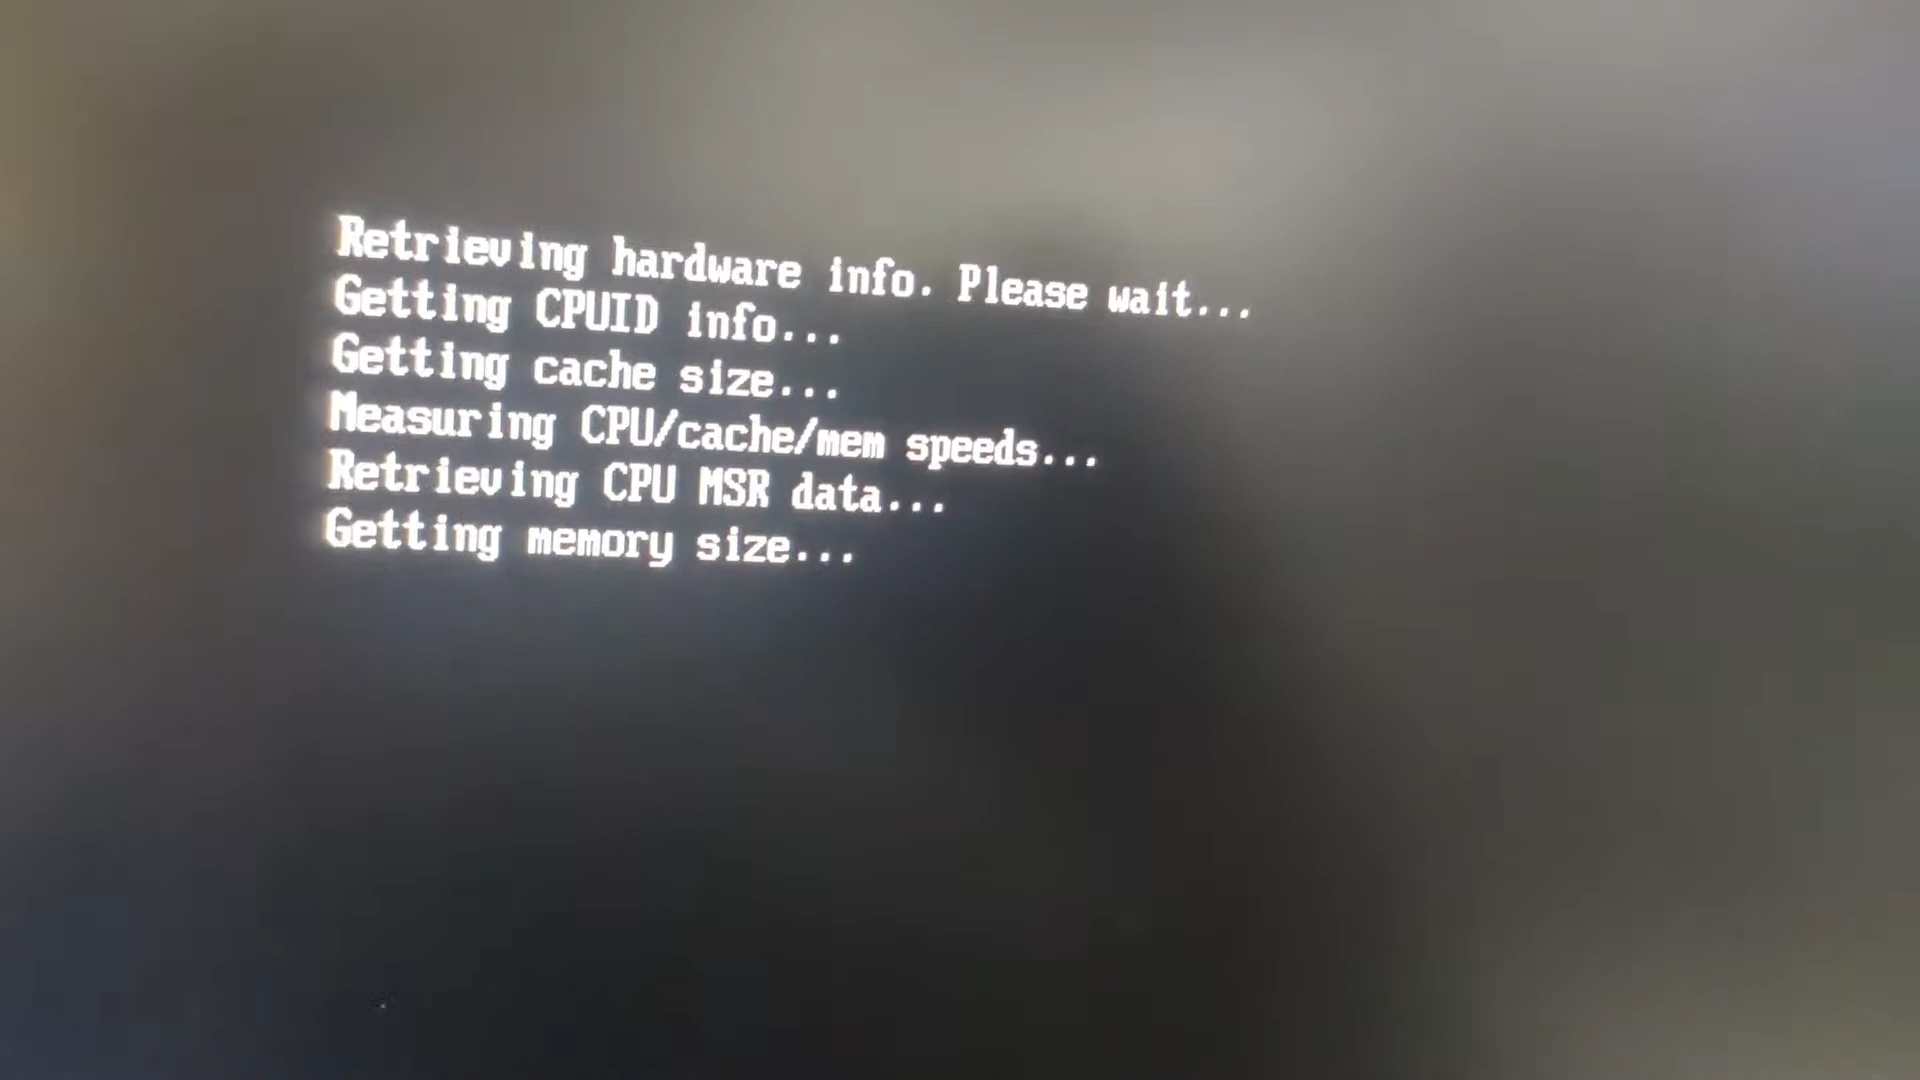 Retrieving hardware info. Please wait...
Getting CPUID info...
Getting cache size...
Measuring CPU/cache/mem speeds...
Retrieving CPU MSR data...
Getting memory size...